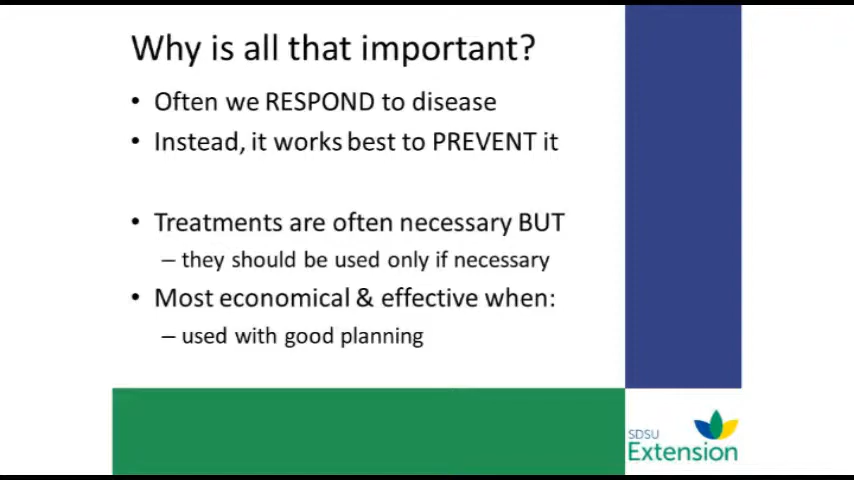 Why is all that important?
• Often we RESPOND to disease
• Instead, it works best to PREVENT it
• Treatments are often necessary BUT
– they should be used only if necessary
• Most economical & effective when:
– used with good planning
SDSU
Extension